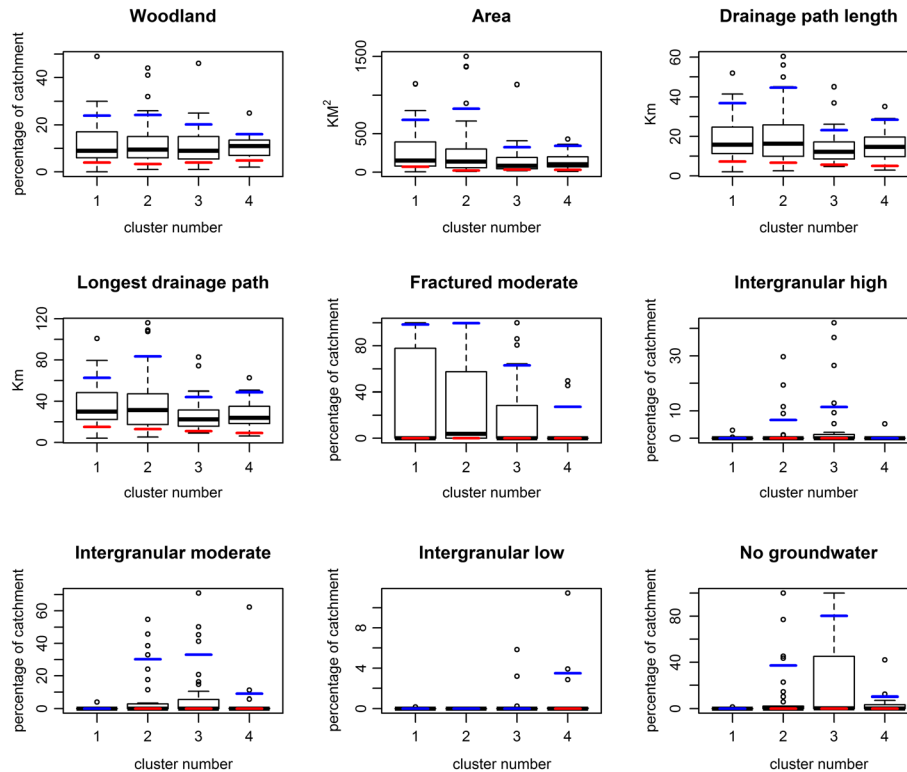 Woodland
percentage of catchment
0 20 40
1 2 3 4
cluster number
Area
KM²
0 500 1500
1 2 3 4
cluster number
Drainage path length
Km
0 20 40 60
1 2 3 4
cluster number
Longest drainage path
Km
0 40 80 120
1 2 3 4
cluster number
Fractured moderate
percentage of catchment
0 40 80
1 2 3 4
cluster number
Intergranular high
percentage of catchment
0 10 30
1 2 3 4
cluster number
Intergranular moderate
percentage of catchment
0 20 40 60
1 2 3 4
cluster number
Intergranular low
percentage of catchment
0 4 8
1 2 3 4
cluster number
No groundwater
percentage of catchment
0 40 80
1 2 3 4
cluster number